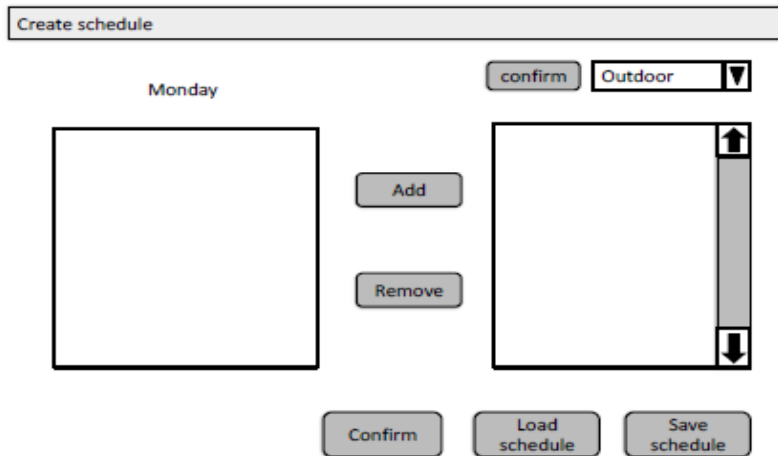 Create schedule
Monday
confirm
Outdoor
Add
Remove
Confirm
Load
schedule
Save
schedule